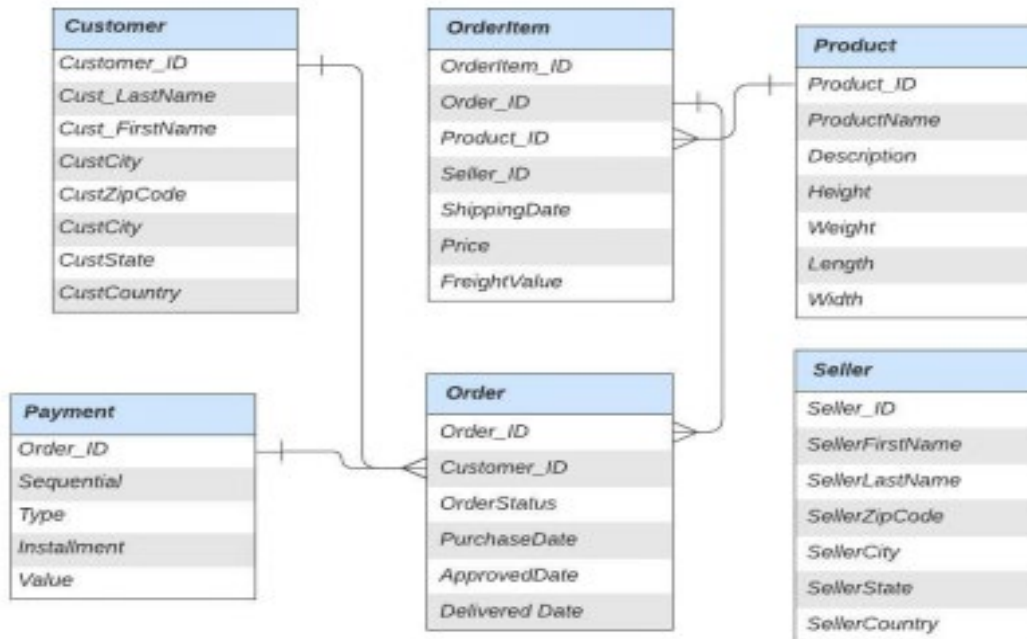 Customer
Customer_ID
Cust_LastName
Cust_FirstName
CustCity
CustZipCode
CustCity
CustState
CustCountry
OrderItem
OrderItem_ID
Order_ID
Product_ID
Seller_ID
ShippingDate
Price
FreightValue
Product
Product_ID
ProductName
Description
Height
Weight
Length
Width
Payment
Order_ID
Sequential
Type
Installment
Value
Order
Order_ID
Customer_ID
OrderStatus
PurchaseDate
ApprovedDate
Delivered Date
Seller
Seller_ID
SellerFirstName
SellerLastName
SellerZipCode
SellerCity
SellerState
SellerCountry